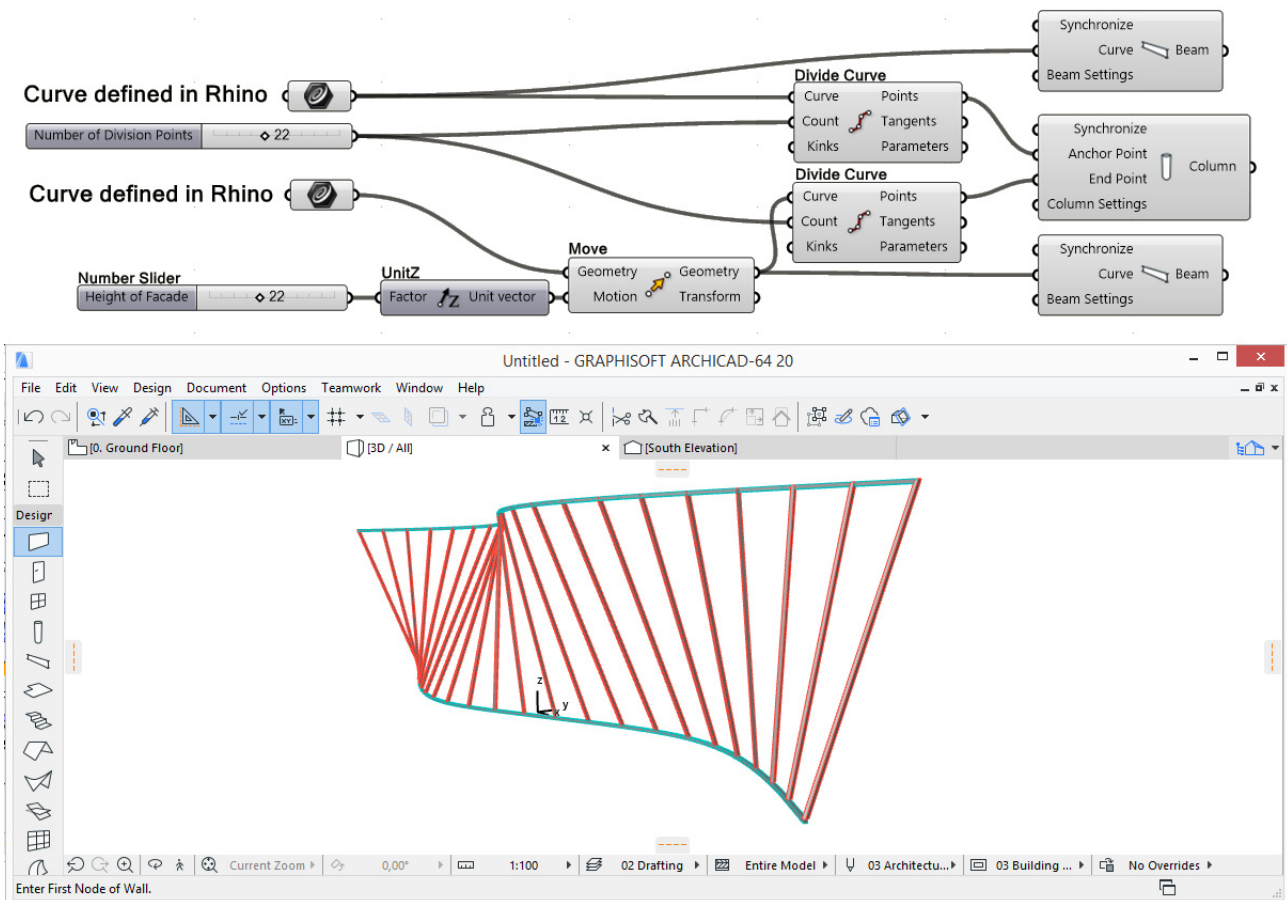 Synchronize
Curve
Beam
Beam Settings
Divide Curve
Curve defined in Rhino
Curve
Points
Number of Division Points
22
Count
Tangents
Kinks
Parameters
Synchronize
Anchor Point
End Point
Column
Column Settings
Divide Curve
Curve defined in Rhino
Curve
Points
Count
Tangents
Kinks
Parameters
Move
Geometry
Geometry
Motion
Transform
Synchronize
Curve
Beam
Beam Settings
Number Slider
Height of Facade
22
UnitZ
Factor
Z
Unit vector
Untitled - GRAPHISOFT ARCHICAD-64 20
File Edit View Design Document Options Teamwork Window Help
XY:
12
[0. Ground Floor]
[3D / All]
[South Elevation]
Design
z
y
x
Current Zoom
0,00°
1:100
02 Drafting
Entire Model
03 Architectu...
03 Building ...
No Overrides
Enter First Node of Wall.